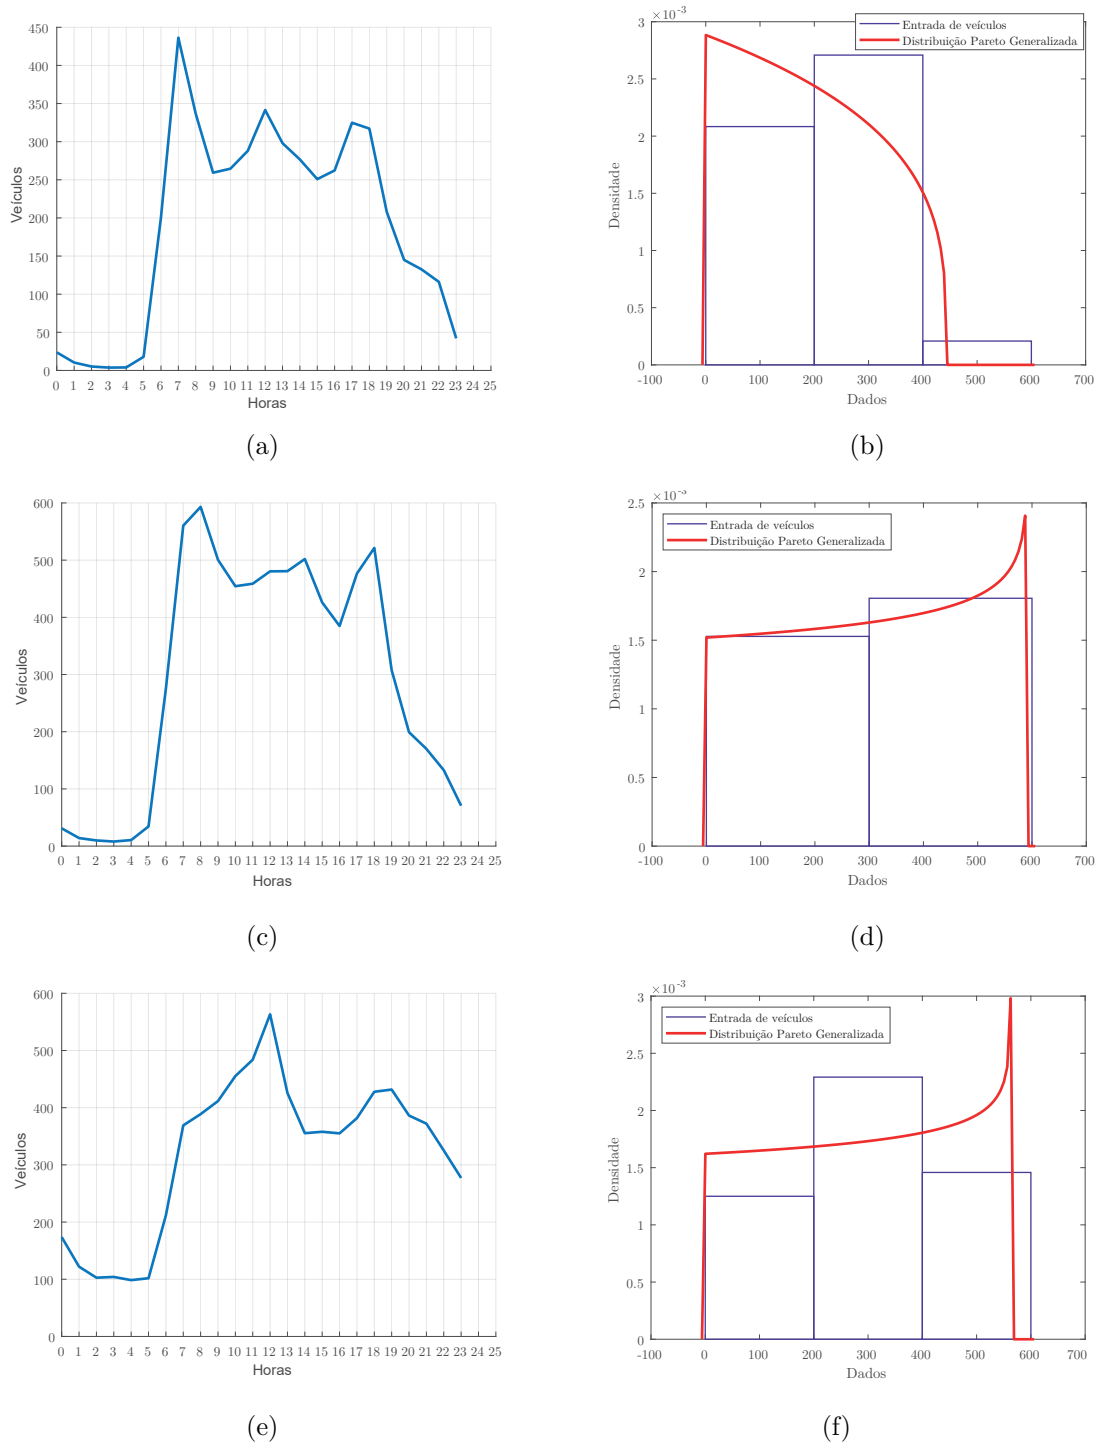 450
400
350
300
250
200
150
100
50
0
Veículos
0 1 2 3 4 5 6 7 8 9 10 11 12 13 14 15 16 17 18 19 20 21 22 23 24 25
Horas
(a)
×10-3
3
2.5
2
1.5
1
0.5
0
Densidade
Entrada de veículos
Distribuição Pareto Generalizada
-100 0 100 200 300 400 500 600 700
Dados
(b)
600
500
400
300
200
100
0
Veículos
0 1 2 3 4 5 6 7 8 9 10 11 12 13 14 15 16 17 18 19 20 21 22 23 24 25
Horas
(c)
×10-3
2.5
2
1.5
1
0.5
0
Densidade
Entrada de veículos
Distribuição Pareto Generalizada
-100 0 100 200 300 400 500 600 700
Dados
(d)
600
500
400
300
200
100
0
Veículos
0 1 2 3 4 5 6 7 8 9 10 11 12 13 14 15 16 17 18 19 20 21 22 23 24 25
Horas
(e)
×10-3
3
2.5
2
1.5
1
0.5
0
Densidade
Entrada de veículos
Distribuição Pareto Generalizada
-100 0 100 200 300 400 500 600 700
Dados
(f)